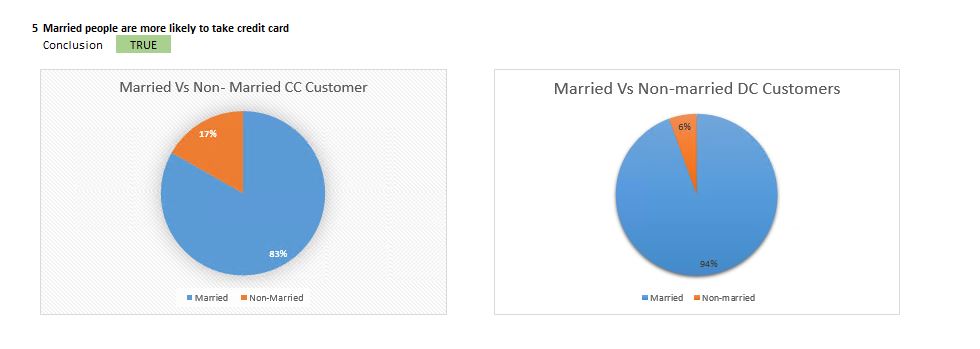 5 Married people are more likely to take credit card
Conclusion TRUE
Married Vs Non- Married CC Customer
17%
83%
Married Non-Married
Married Vs Non-married DC Customers
6%
94%
Married Non-married